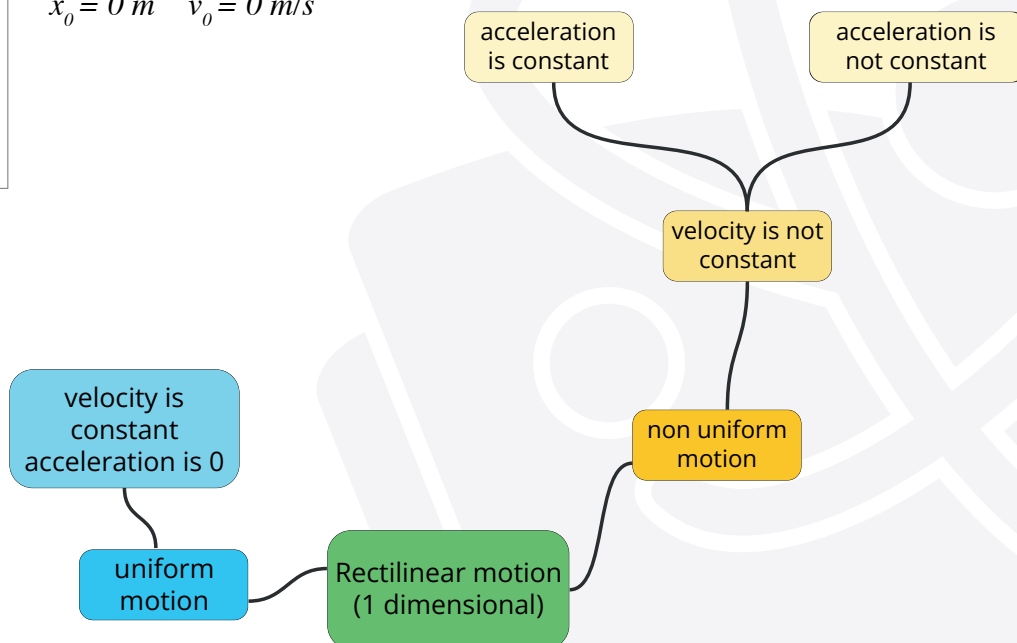 x₀ = 0 m v₀ = 0 m/s
acceleration
is constant
acceleration is
not constant
velocity is not
constant
velocity is
constant
acceleration is 0
non uniform
motion
uniform
motion
Rectilinear motion
(1 dimensional)